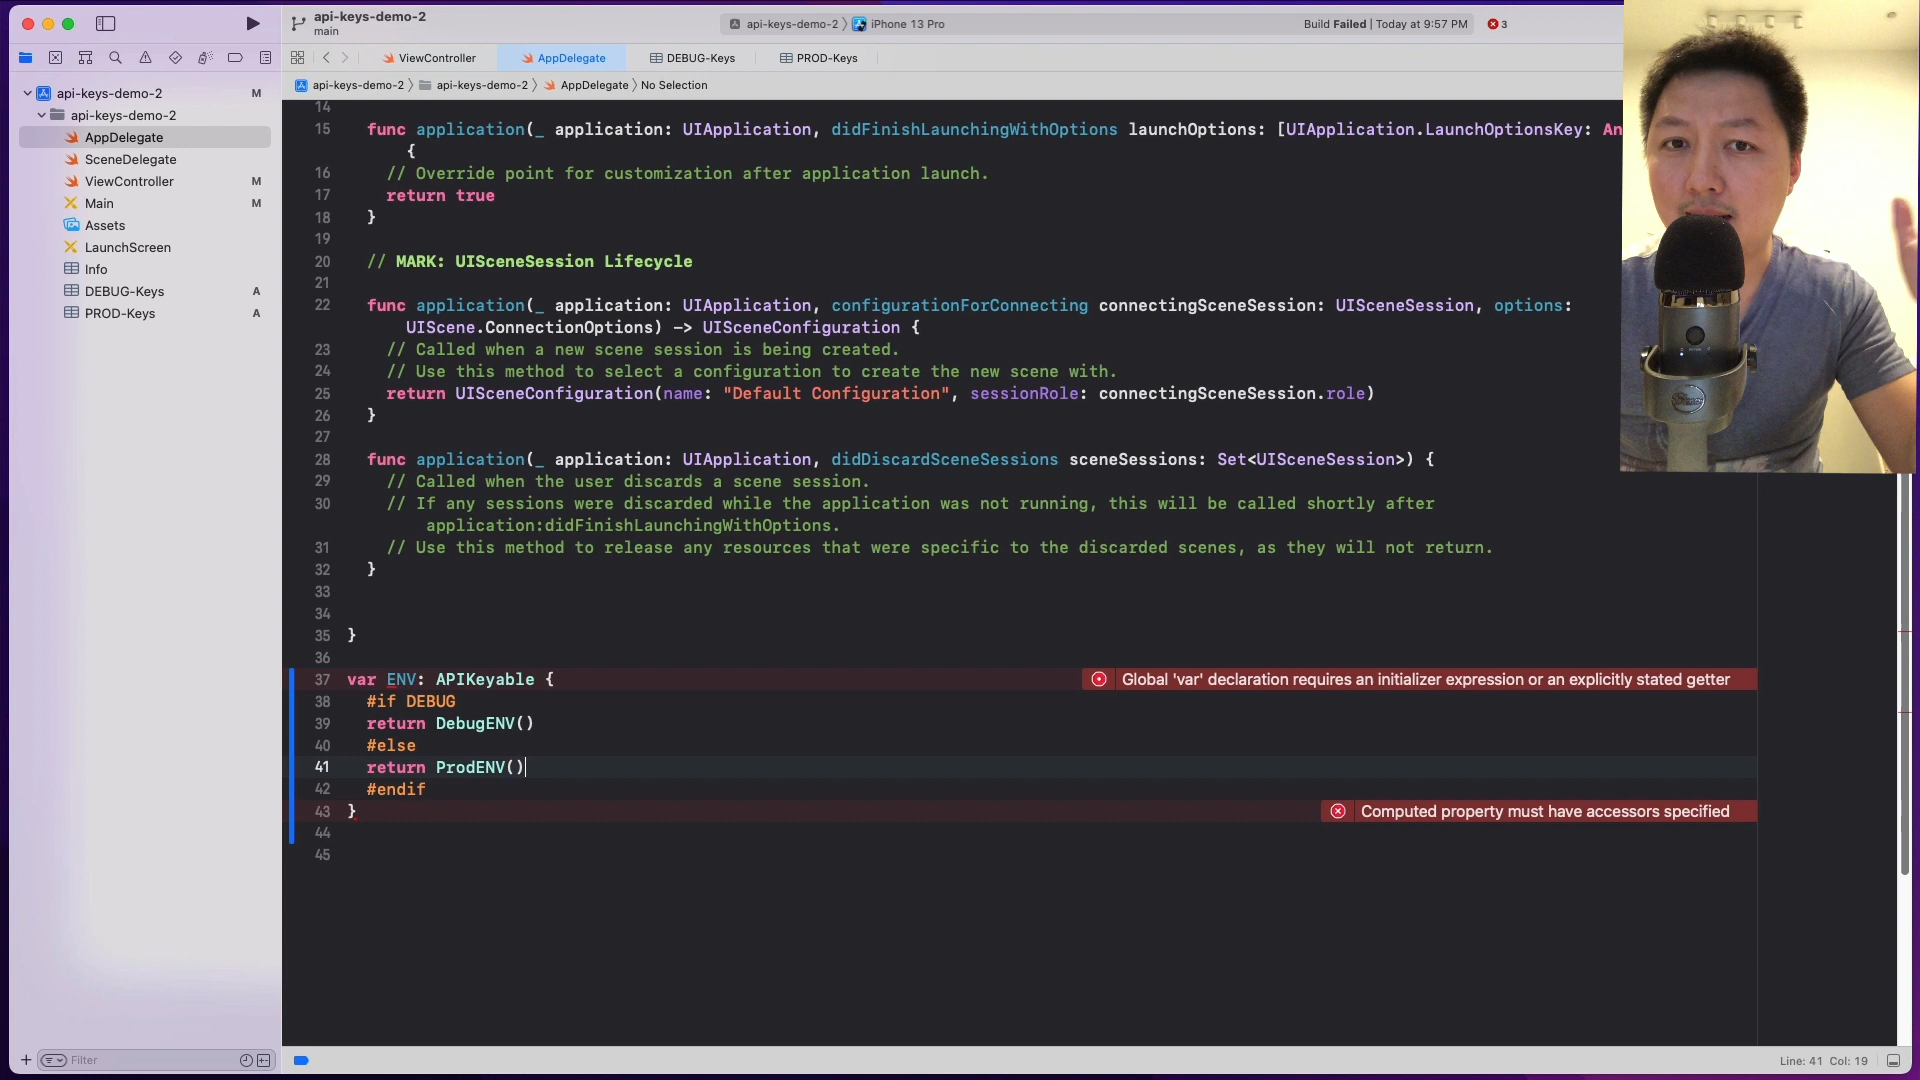 api-keys-demo-2
main
api-keys-demo-2 〉 iPhone 13 Pro
Build Failed | Today at 9:57 PM
3
ViewController
AppDelegate
DEBUG-Keys
PROD-Keys
api-keys-demo-2 〉 api-keys-demo-2 〉 AppDelegate 〉 No Selection
api-keys-demo-2 M
api-keys-demo-2
AppDelegate
SceneDelegate
ViewController M
Main M
Assets
LaunchScreen
Info
DEBUG-Keys A
PROD-Keys A
14
15 func application(_ application: UIApplication, didFinishLaunchingWithOptions launchOptions: [UIApplication.LaunchOptionsKey: An
{
16 // Override point for customization after application launch.
17 return true
18 }
19
20 // MARK: UISceneSession Lifecycle
21
22 func application(_ application: UIApplication, configurationForConnecting connectingSceneSession: UISceneSession, options:
UIScene.ConnectionOptions) -> UISceneConfiguration {
23 // Called when a new scene session is being created.
24 // Use this method to select a configuration to create the new scene with.
25 return UISceneConfiguration(name: "Default Configuration", sessionRole: connectingSceneSession.role)
26 }
27
28 func application(_ application: UIApplication, didDiscardSceneSessions sceneSessions: Set<UISceneSession>) {
29 // Called when the user discards a scene session.
30 // If any sessions were discarded while the application was not running, this will be called shortly after
application:didFinishLaunchingWithOptions.
31 // Use this method to release any resources that were specific to the discarded scenes, as they will not return.
32 }
33
34
35 }
36
37 var ENV: APIKeyable { Global 'var' declaration requires an initializer expression or an explicitly stated getter
38 #if DEBUG
39 return DebugENV()
40 #else
41 return ProdENV()
42 #endif
43 } Computed property must have accessors specified
44
45
Filter
Line: 41 Col: 19